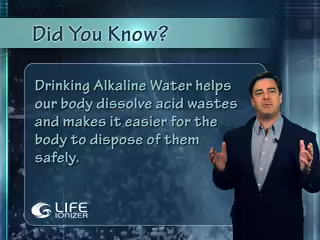 Did You Know?
Drinking Alkaline Water helps
our body dissolve acid wastes
and makes it easier for the
body to dispose of them
safely.
LIFE
IONIZER